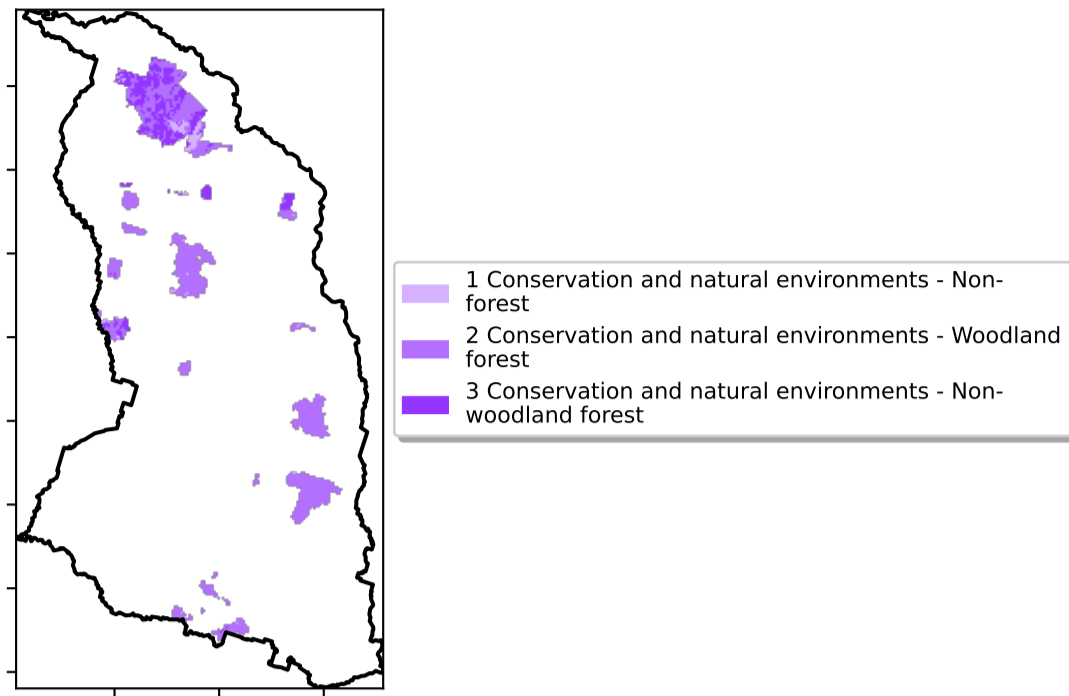 1 Conservation and natural environments - Non-
forest
2 Conservation and natural environments - Woodland
forest
3 Conservation and natural environments - Non-
woodland forest